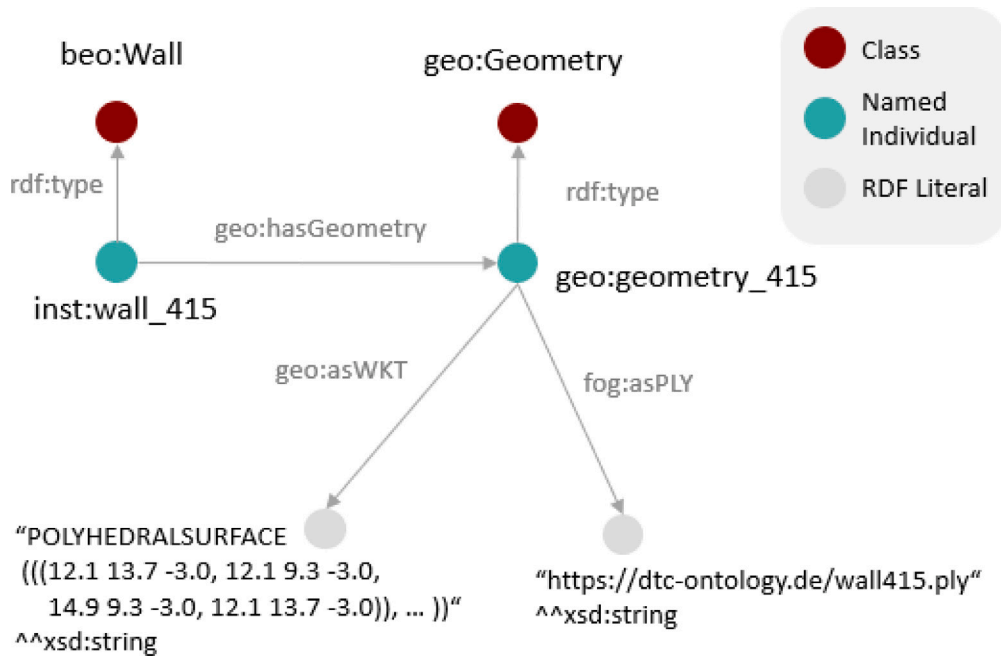 beo:Wall
geo:Geometry
Class
Named
Individual
RDF Literal
rdf:type
rdf:type
geo:hasGeometry
inst:wall_415
geo:geometry_415
geo:asWKT
fog:asPLY
“POLYHEDRALSURFACE
(((12.1 13.7 -3.0, 12.1 9.3 -3.0,
14.9 9.3 -3.0, 12.1 13.7 -3.0)), ... ))“
^^xsd:string
“https://dtc-ontology.de/wall415.ply“
^^xsd:string